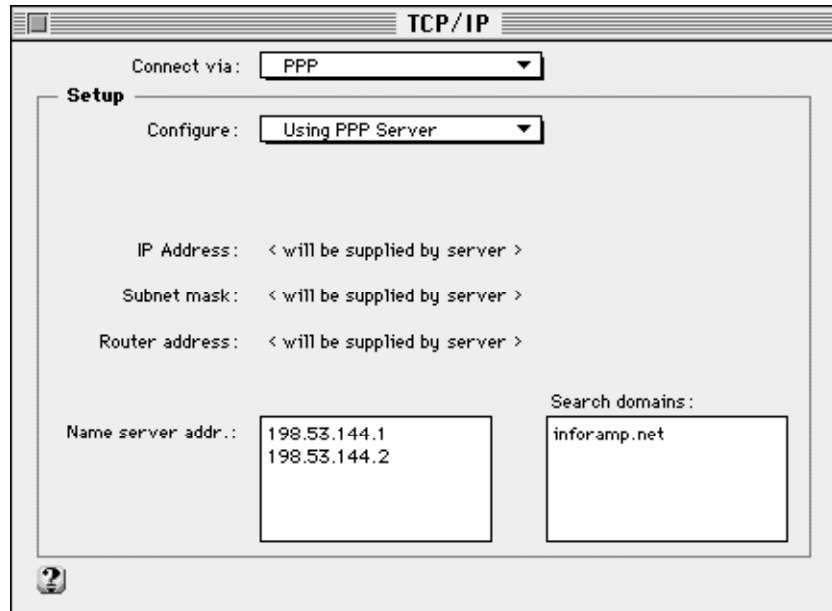 TCP/IP
Connect via: PPP
Setup
Configure: Using PPP Server
IP Address: < will be supplied by server >
Subnet mask: < will be supplied by server >
Router address: < will be supplied by server >
Search domains:
Name server addr.: 198.53.144.1
198.53.144.2
inforamp.net
?